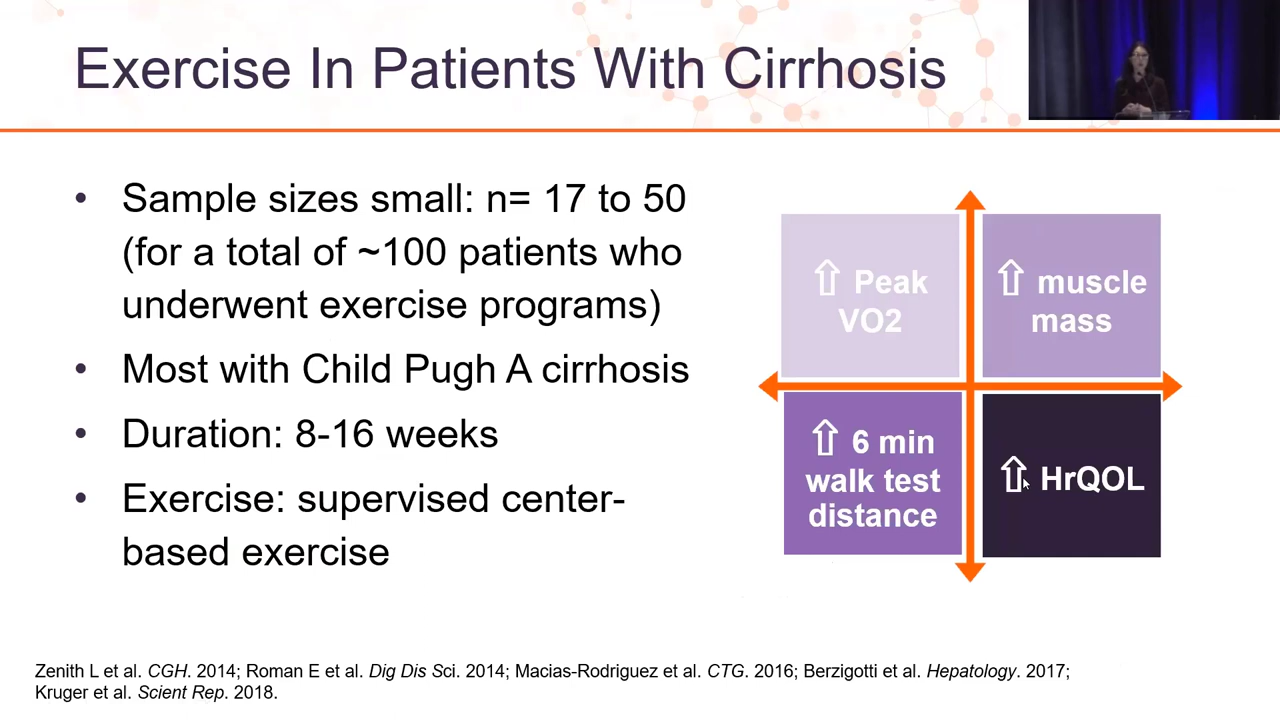 Exercise In Patients With Cirrhosis
• Sample sizes small: n= 17 to 50
(for a total of ~100 patients who
underwent exercise programs)
• Most with Child Pugh A cirrhosis
• Duration: 8-16 weeks
• Exercise: supervised center-
based exercise
⇧ Peak
VO2
⇧ muscle
mass
⇧ 6 min
walk test
distance
⇧ HrQOL
Zenith L et al. CGH. 2014; Roman E et al. Dig Dis Sci. 2014; Macias-Rodriguez et al. CTG. 2016; Berzigotti et al. Hepatology. 2017;
Kruger et al. Scient Rep. 2018.